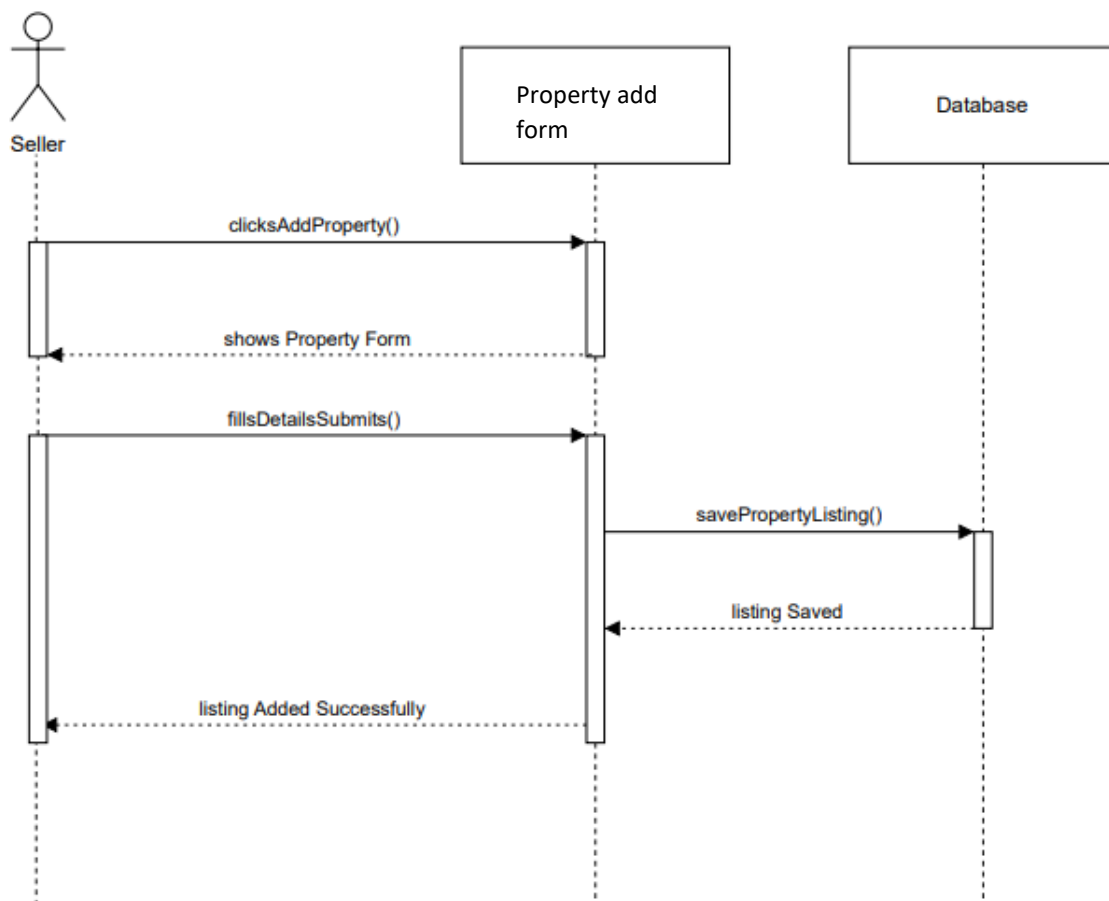 Seller
Property add
form
Database
clicksAddProperty()
shows Property Form
fillsDetailsSubmits()
savePropertyListing()
listing Saved
listing Added Successfully